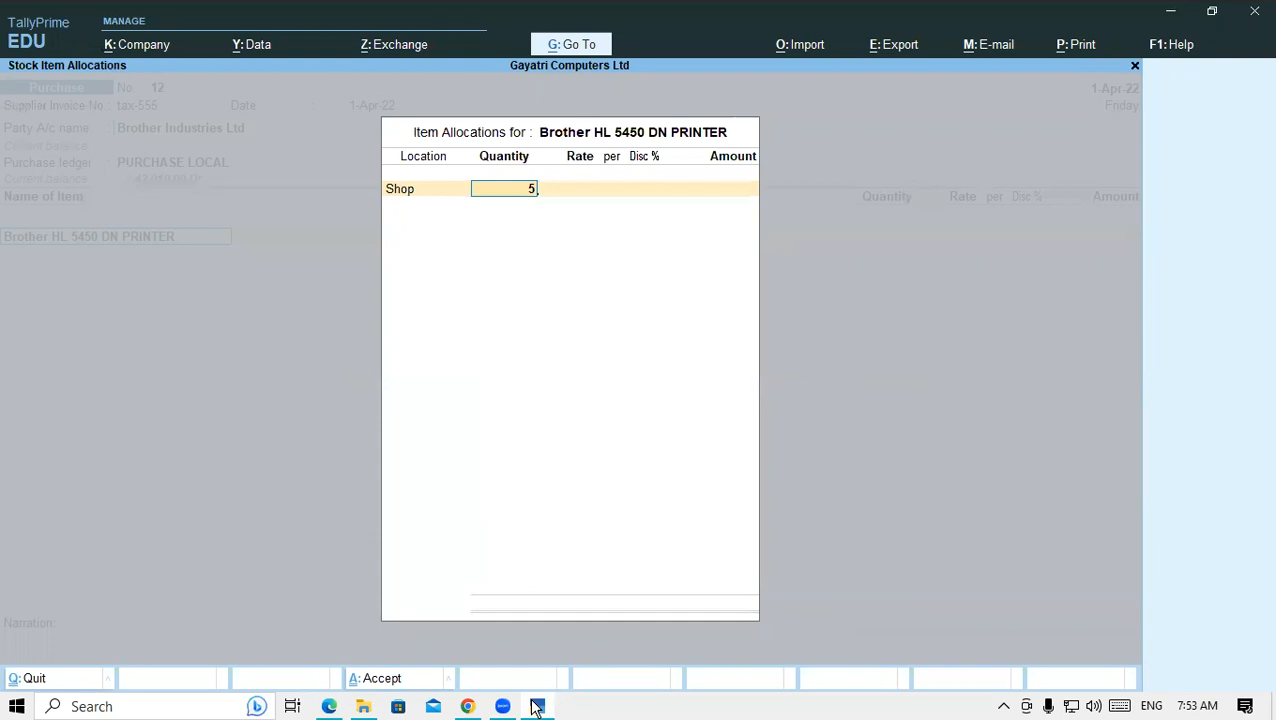 TallyPrime
EDU
MANAGE
K: Company
Y: Data
Z: Exchange
G: Go To
O: Import
E: Export
M: E-mail
P: Print
F1: Help
Stock Item Allocations
Gayatri Computers Ltd
Purchase No. 12
1-Apr-22
Supplier Invoice No.: tax-555 Date 1-Apr-22
Friday
Party A/c name : Brother Industries Ltd
Current balance :
Purchase ledger : PURCHASE LOCAL
Current balance :
Name of Item
Quantity Rate per Disc % Amount
Brother HL 5450 DN PRINTER
Item Allocations for : Brother HL 5450 DN PRINTER
Location Quantity Rate per Disc % Amount
Shop 5
Narration:
Q: Quit
A: Accept
Search
ENG 7:53 AM